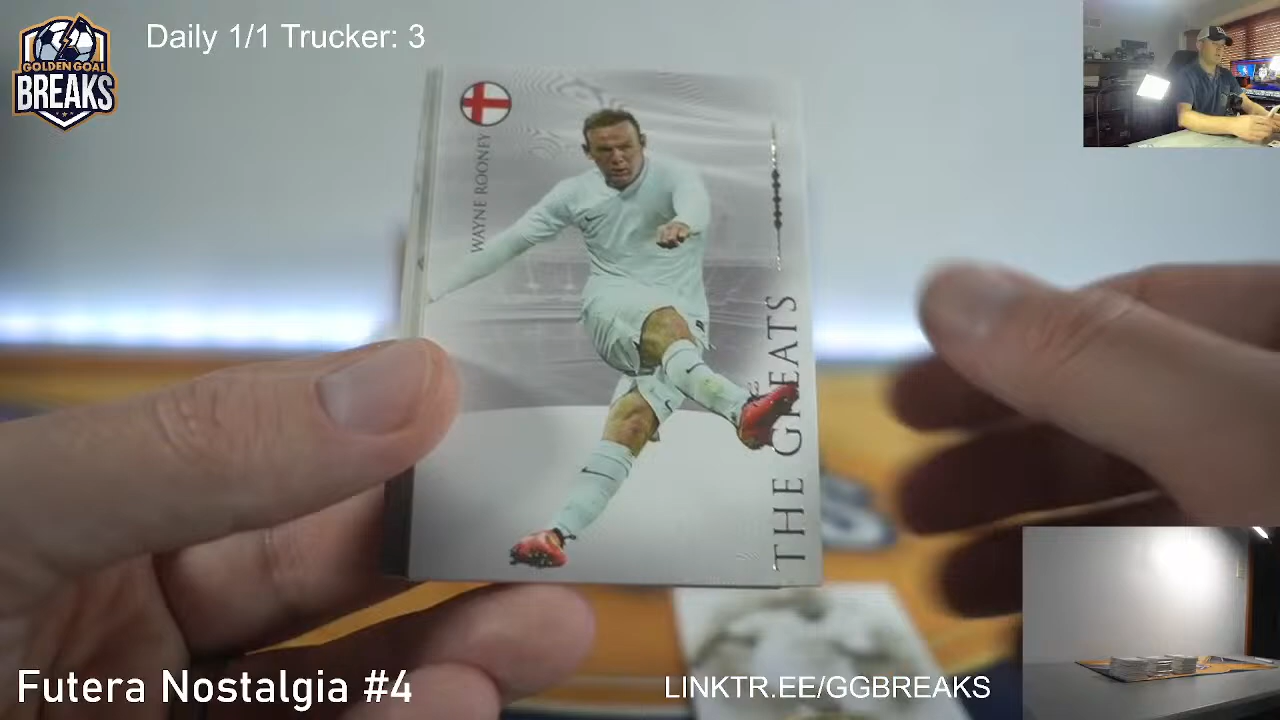 Daily 1/1 Trucker: 3
GOLDEN GOAL
BREAKS
WAYNE ROONEY
THE GREATS
Futera Nostalgia #4
LINKTR.EE/GGBREAKS